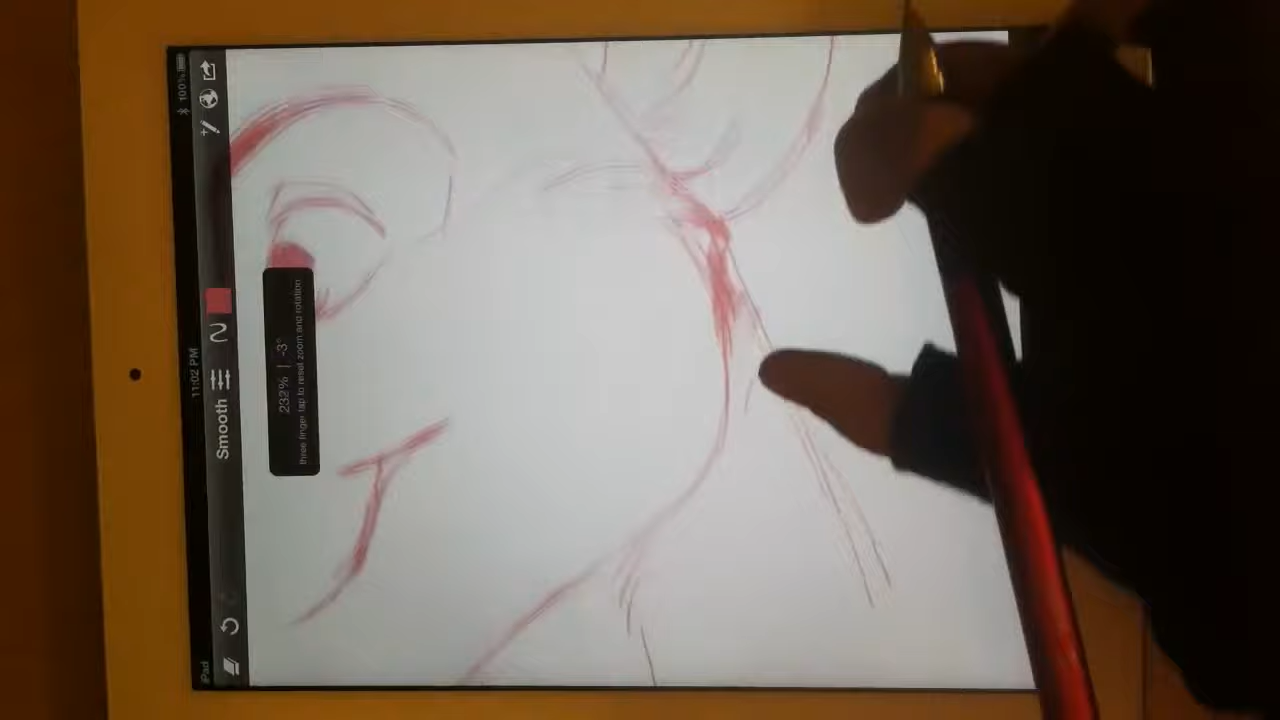 iPad
11:02 PM
100%
Smooth
232% | -3°
three finger tap to reset zoom and rotation